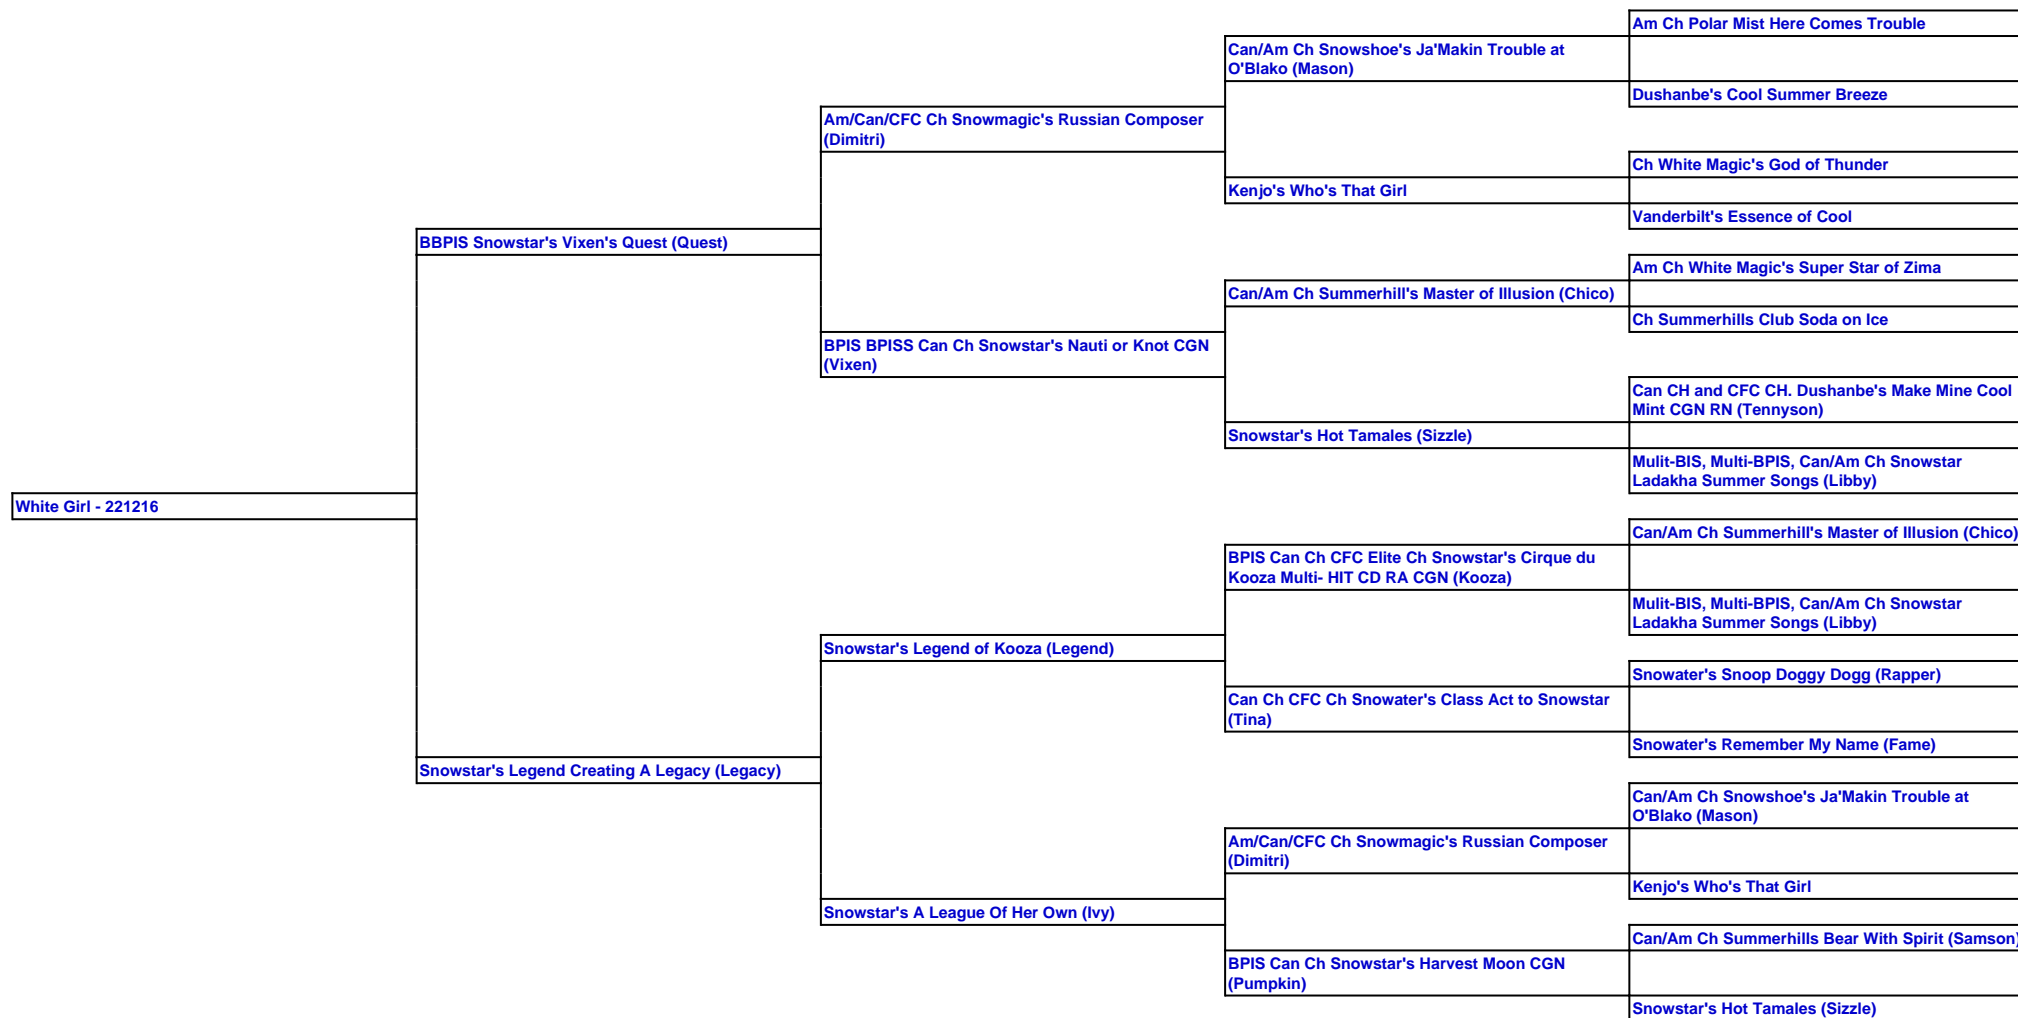 Am Ch Polar Mist Here Comes Trouble
Can/Am Ch Snowshoe's Ja'Makin Trouble at
O'Blako (Mason)
Dushanbe's Cool Summer Breeze
Am/Can/CFC Ch Snowmagic's Russian Composer
(Dimitri)
Ch White Magic's God of Thunder
Kenjo's Who's That Girl
Vanderbilt's Essence of Cool
BBPIS Snowstar's Vixen's Quest (Quest)
Am Ch White Magic's Super Star of Zima
Can/Am Ch Summerhill's Master of Illusion (Chico)
Ch Summerhills Club Soda on Ice
BPIS BPISS Can Ch Snowstar's Nauti or Knot CGN
(Vixen)
Can CH and CFC CH. Dushanbe's Make Mine Cool
Mint CGN RN (Tennyson)
Snowstar's Hot Tamales (Sizzle)
Mulit-BIS, Multi-BPIS, Can/Am Ch Snowstar
Ladakha Summer Songs (Libby)
White Girl - 221216
Can/Am Ch Summerhill's Master of Illusion (Chico)
BPIS Can Ch CFC Elite Ch Snowstar's Cirque du
Kooza Multi- HIT CD RA CGN (Kooza)
Mulit-BIS, Multi-BPIS, Can/Am Ch Snowstar
Ladakha Summer Songs (Libby)
Snowstar's Legend of Kooza (Legend)
Snowater's Snoop Doggy Dogg (Rapper)
Can Ch CFC Ch Snowater's Class Act to Snowstar
(Tina)
Snowater's Remember My Name (Fame)
Snowstar's Legend Creating A Legacy (Legacy)
Can/Am Ch Snowshoe's Ja'Makin Trouble at
O'Blako (Mason)
Am/Can/CFC Ch Snowmagic's Russian Composer
(Dimitri)
Kenjo's Who's That Girl
Snowstar's A League Of Her Own (Ivy)
Can/Am Ch Summerhills Bear With Spirit (Samson)
BPIS Can Ch Snowstar's Harvest Moon CGN
(Pumpkin)
Snowstar's Hot Tamales (Sizzle)